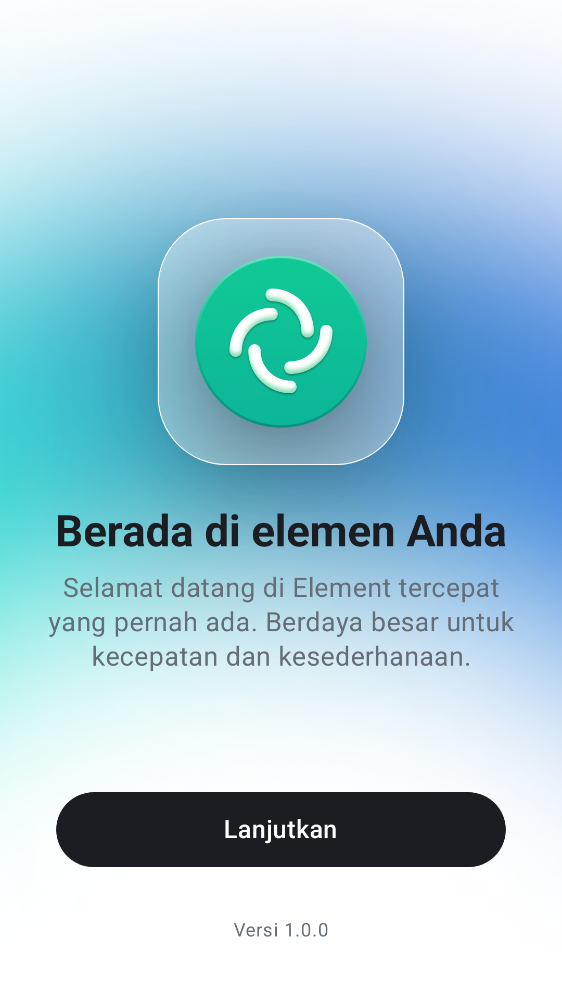 Berada di elemen Anda
Selamat datang di Element tercepat
yang pernah ada. Berdaya besar untuk
kecepatan dan kesederhanaan.
Lanjutkan
Versi 1.0.0